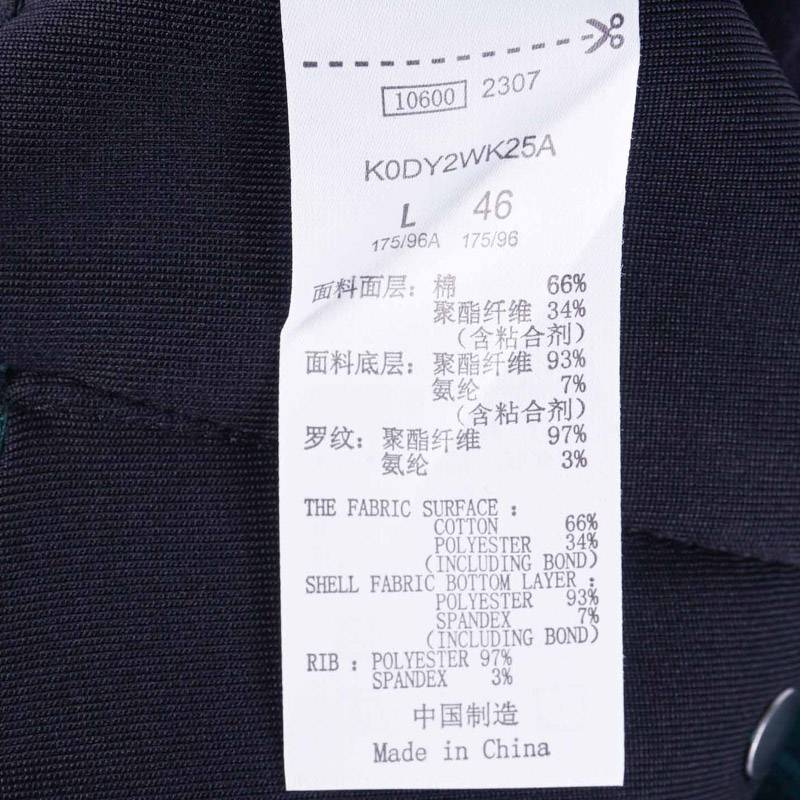 10600 2307
K0DY2WK25A
L 46
175/96A 175/96
面料面层：棉 66%
聚酯纤维 34%
（含粘合剂）
面料底层：聚酯纤维 93%
氨纶 7%
（含粘合剂）
罗纹：聚酯纤维 97%
氨纶 3%
THE FABRIC SURFACE :
COTTON 66%
POLYESTER 34%
(INCLUDING BOND)
SHELL FABRIC BOTTOM LAYER :
POLYESTER 93%
SPANDEX 7%
(INCLUDING BOND)
RIB : POLYESTER 97%
SPANDEX 3%
中国制造
Made in China